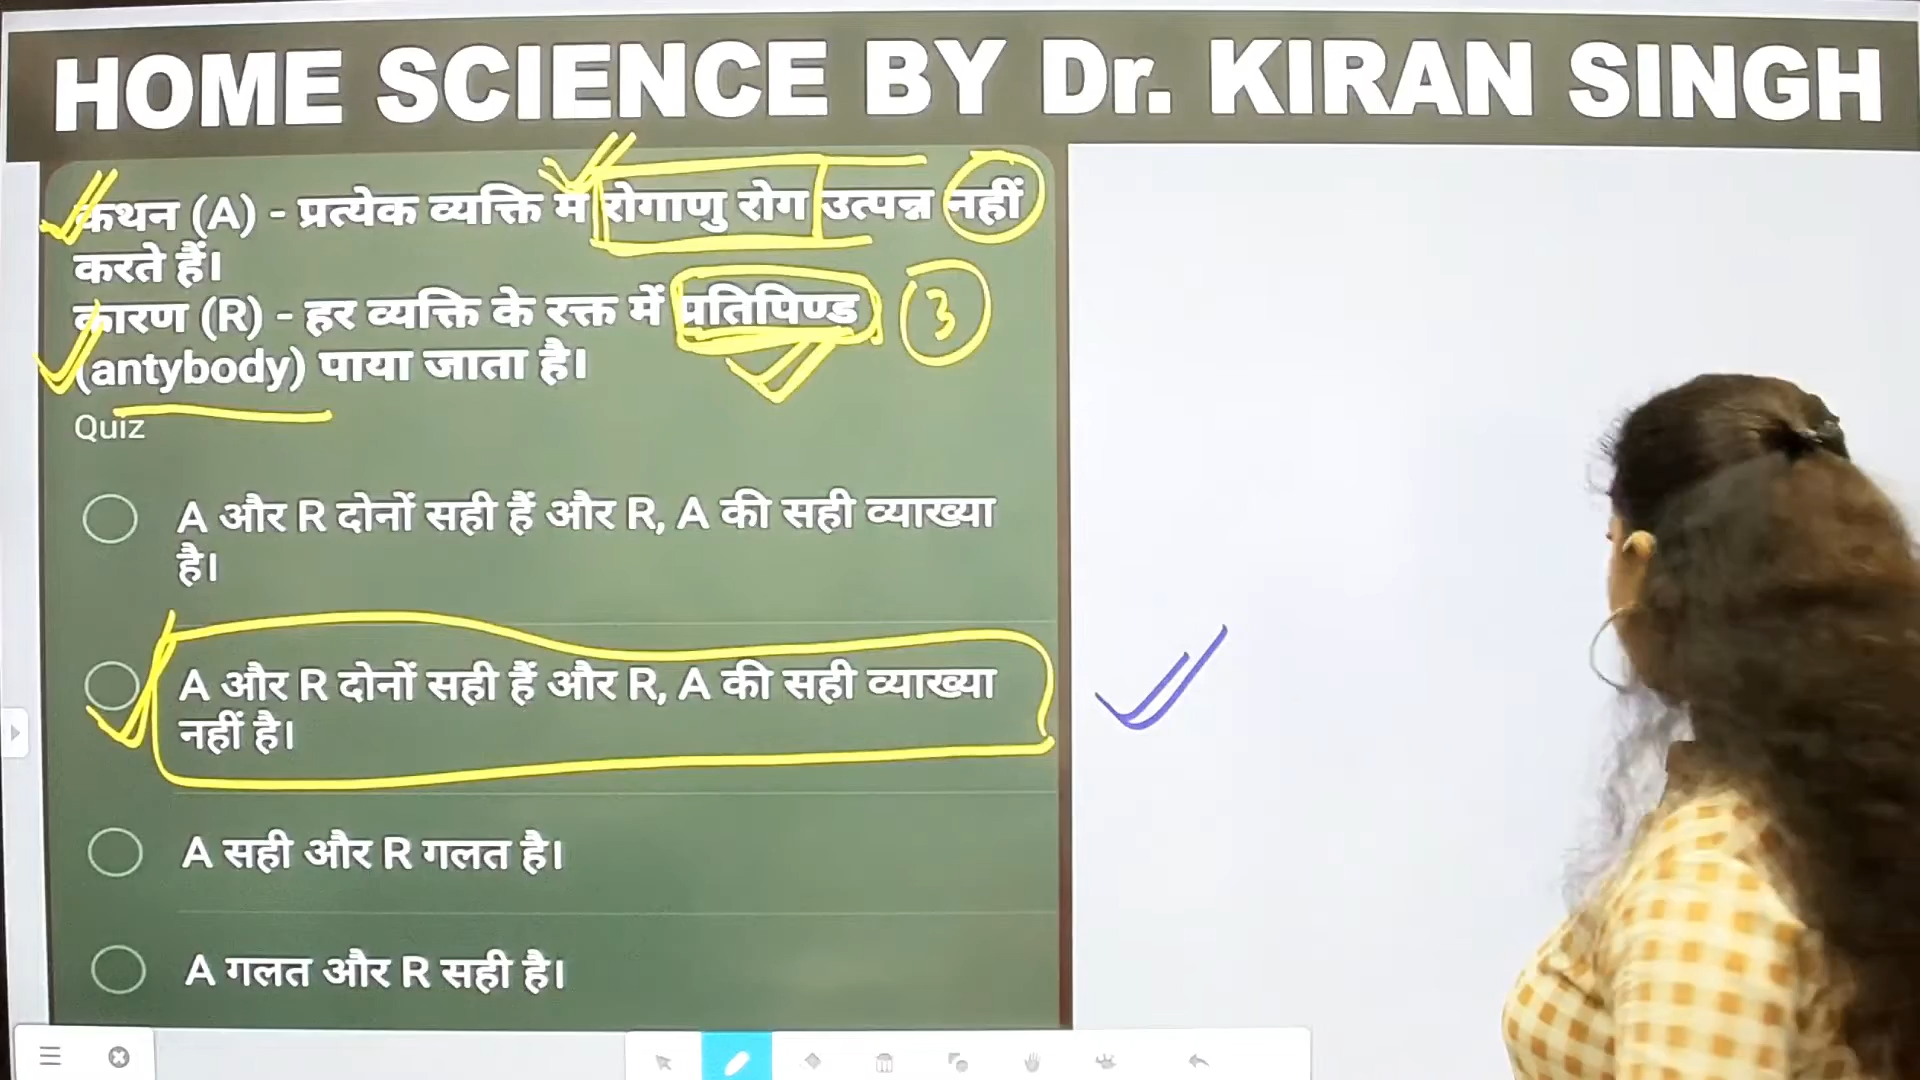 HOME SCIENCE BY Dr. KIRAN SINGH
कथन (A) - प्रत्येक व्यक्ति में रोगाणु रोग उत्पन्न नहीं
करते हैं।
कारण (R) - हर व्यक्ति के रक्त में प्रतिपिण्ड
3
(antybody) पाया जाता है।
Quiz
A और R दोनों सही हैं और R, A की सही व्याख्या
है।
A और R दोनों सही हैं और R, A की सही व्याख्या
नहीं है।
A सही और R गलत है।
A गलत और R सही है।